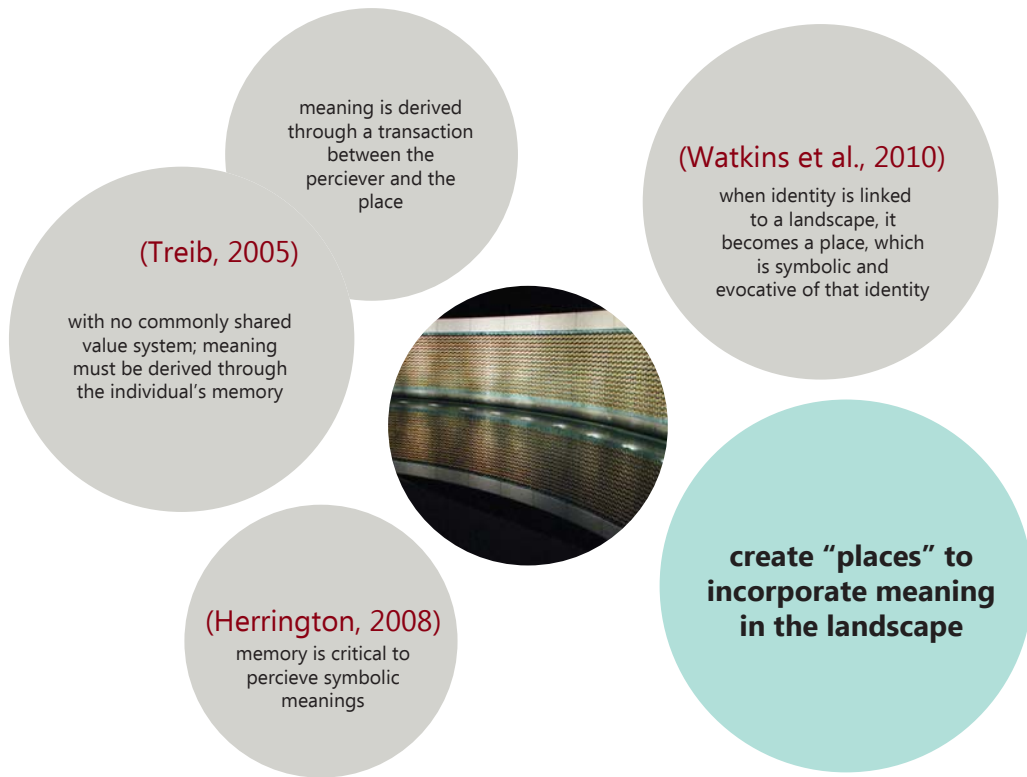 meaning is derived
through a transaction
between the
perciever and the
place
(Treib, 2005)
with no commonly shared
value system; meaning
must be derived through
the individual’s memory
(Watkins et al., 2010)
when identity is linked
to a landscape, it
becomes a place, which
is symbolic and
evocative of that identity
(Herrington, 2008)
memory is critical to
percieve symbolic
meanings
create “places” to
incorporate meaning
in the landscape